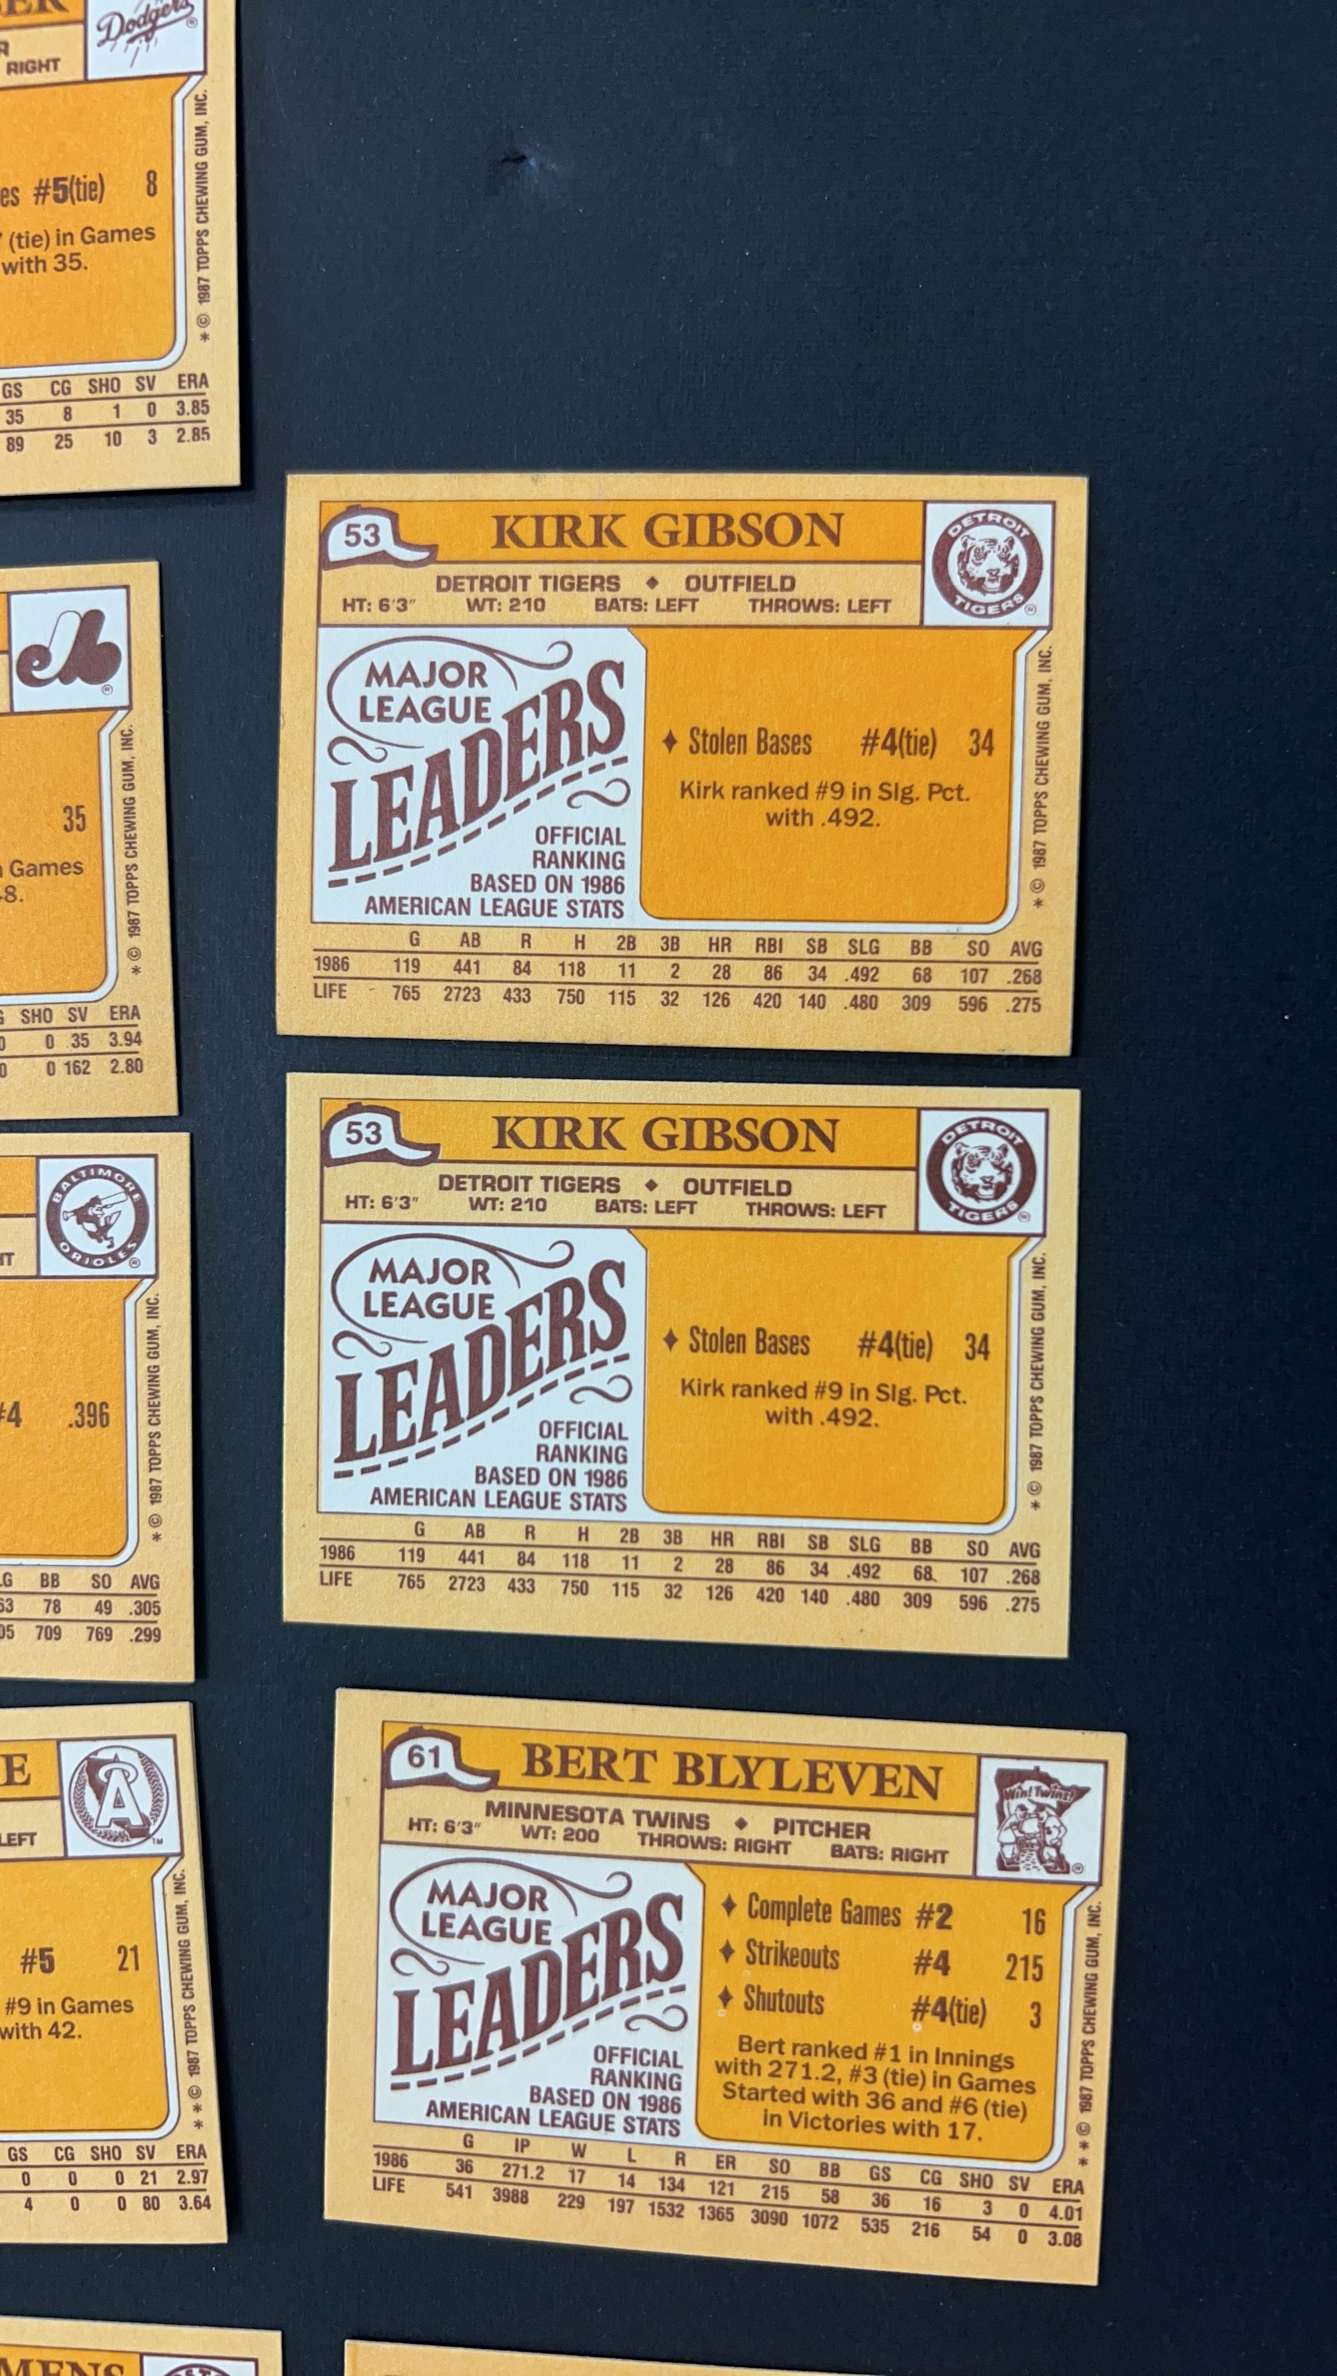 Dodgers
RIGHT
#5(tie) 8
(tie) in Games
with 35.
* © 1987 TOPPS CHEWING GUM, INC.
GS CG SHO SV ERA
35 8 1 0 3.85
89 25 10 3 2.85
35
Games
* © 1987 TOPPS CHEWING GUM, INC.
SHO SV ERA
0 35 3.94
0 162 2.80
BALTIMORE
ORIOLES
#4 .396
* © 1987 TOPPS CHEWING GUM, INC.
BB SO AVG
78 49 .305
709 769 .299
E
A
LEFT
#5 21
#9 in Games
with 42.
* * © 1987 TOPPS CHEWING GUM, INC.
GS CG SHO SV ERA
0 0 0 21 2.97
4 0 0 80 3.64
53 KIRK GIBSON
DETROIT TIGERS
DETROIT TIGERS ♦ OUTFIELD
HT: 6'3" WT: 210 BATS: LEFT THROWS: LEFT
MAJOR
LEAGUE
LEADERS
OFFICIAL
RANKING
BASED ON 1986
AMERICAN LEAGUE STATS
♦ Stolen Bases #4(tie) 34
Kirk ranked #9 in Slg. Pct.
with .492.
* © 1987 TOPPS CHEWING GUM, INC.
G AB R H 2B 3B HR RBI SB SLG BB SO AVG
1986 119 441 84 118 11 2 28 86 34 .492 68 107 .268
LIFE 765 2723 433 750 115 32 126 420 140 .480 309 596 .275
53 KIRK GIBSON
DETROIT TIGERS
DETROIT TIGERS ♦ OUTFIELD
HT: 6'3" WT: 210 BATS: LEFT THROWS: LEFT
MAJOR
LEAGUE
LEADERS
OFFICIAL
RANKING
BASED ON 1986
AMERICAN LEAGUE STATS
♦ Stolen Bases #4(tie) 34
Kirk ranked #9 in Slg. Pct.
with .492.
* © 1987 TOPPS CHEWING GUM, INC.
G AB R H 2B 3B HR RBI SB SLG BB SO AVG
1986 119 441 84 118 11 2 28 86 34 .492 68 107 .268
LIFE 765 2723 433 750 115 32 126 420 140 .480 309 596 .275
61 BERT BLYLEVEN
Win! Twins!
MINNESOTA TWINS ♦ PITCHER
HT: 6'3" WT: 200 THROWS: RIGHT BATS: RIGHT
MAJOR
LEAGUE
LEADERS
OFFICIAL
RANKING
BASED ON 1986
AMERICAN LEAGUE STATS
♦ Complete Games #2 16
♦ Strikeouts #4 215
♦ Shutouts #4(tie) 3
Bert ranked #1 in Innings
with 271.2, #3 (tie) in Games
Started with 36 and #6 (tie)
in Victories with 17.
* * © 1987 TOPPS CHEWING GUM, INC.
G IP W L R ER SO BB GS CG SHO SV ERA
1986 36 271.2 17 14 134 121 215 58 36 16 3 0 4.01
LIFE 541 3988 229 197 1532 1365 3090 1072 535 216 54 0 3.08